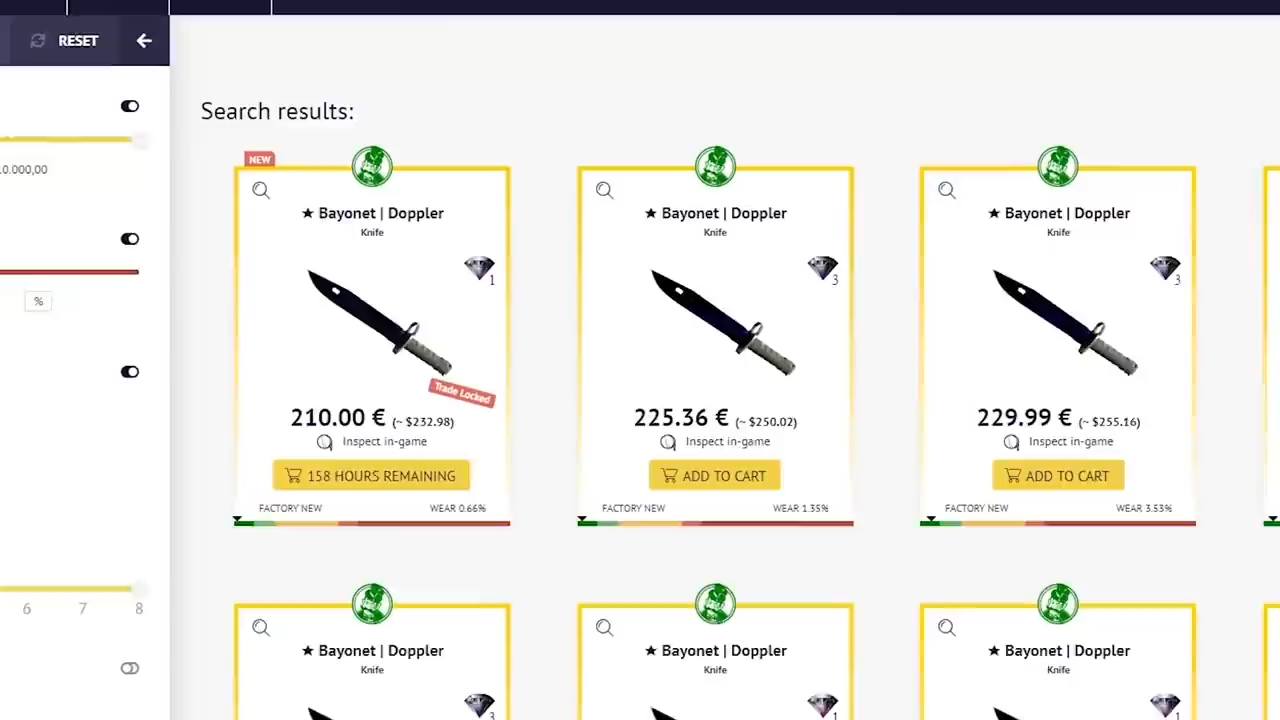 RESET
Search results:
.0.000,00
%
6 7 8
NEW
★ Bayonet | Doppler
Knife
1
Trade Locked
210.00 € (~ $232.98)
Inspect in-game
158 HOURS REMAINING
FACTORY NEW WEAR 0.66%
★ Bayonet | Doppler
Knife
3
225.36 € (~ $250.02)
Inspect in-game
ADD TO CART
FACTORY NEW WEAR 1.35%
★ Bayonet | Doppler
Knife
3
229.99 € (~ $255.16)
Inspect in-game
ADD TO CART
FACTORY NEW WEAR 3.53%
★ Bayonet | Doppler
Knife
3
★ Bayonet | Doppler
Knife
1
★ Bayonet | Doppler
Knife
1